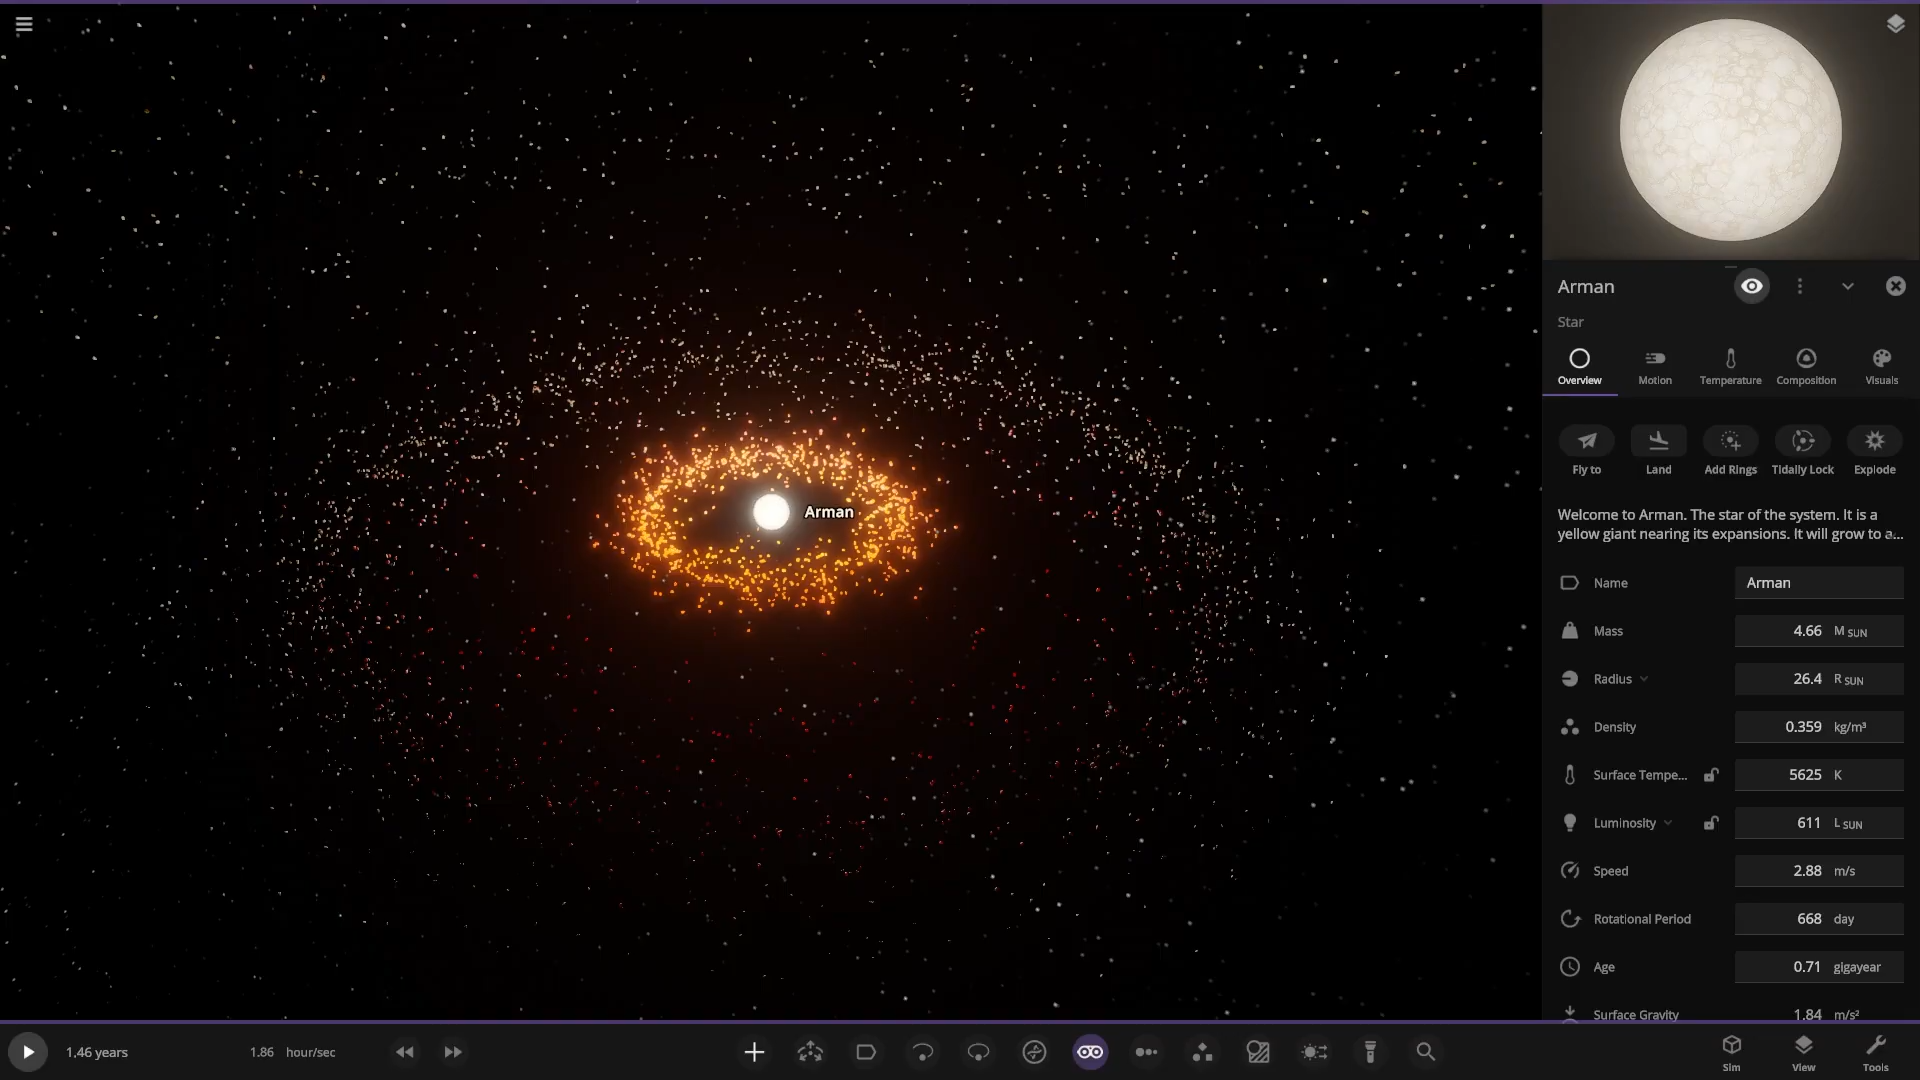 Arman
Arman
Star
Overview
Motion
Temperature
Composition
Visuals
Fly to
Land
Add Rings
Tidally Lock
Explode
Welcome to Arman. The star of the system. It is a
yellow giant nearing its expansions. It will grow to a...
Name Arman
Mass 4.66 M SUN
Radius 26.4 R SUN
Density 0.359 kg/m³
Surface Tempe... 5625 K
Luminosity 611 L SUN
Speed 2.88 m/s
Rotational Period 668 day
Age 0.71 gigayear
Surface Gravity 1.84 m/s²
1.46 years
1.86 hour/sec
Sim
View
Tools